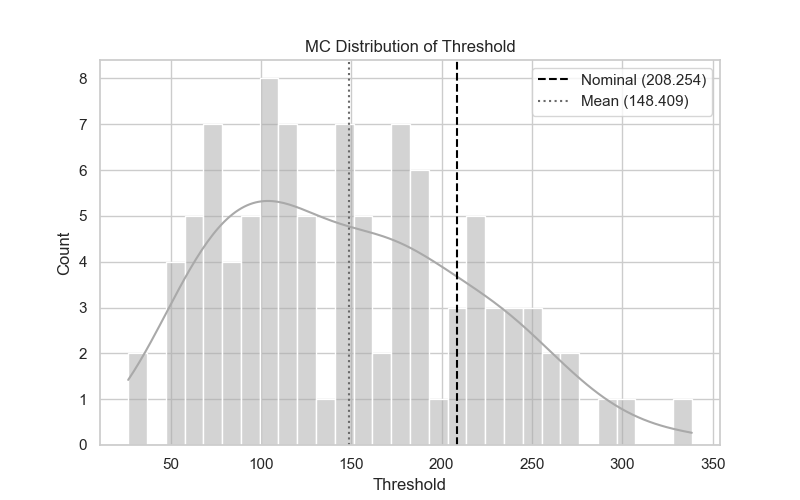 MC Distribution of Threshold
Nominal (208.254)
Mean (148.409)
Count
8
7
6
5
4
3
2
1
0
50 100 150 200 250 300 350
Threshold